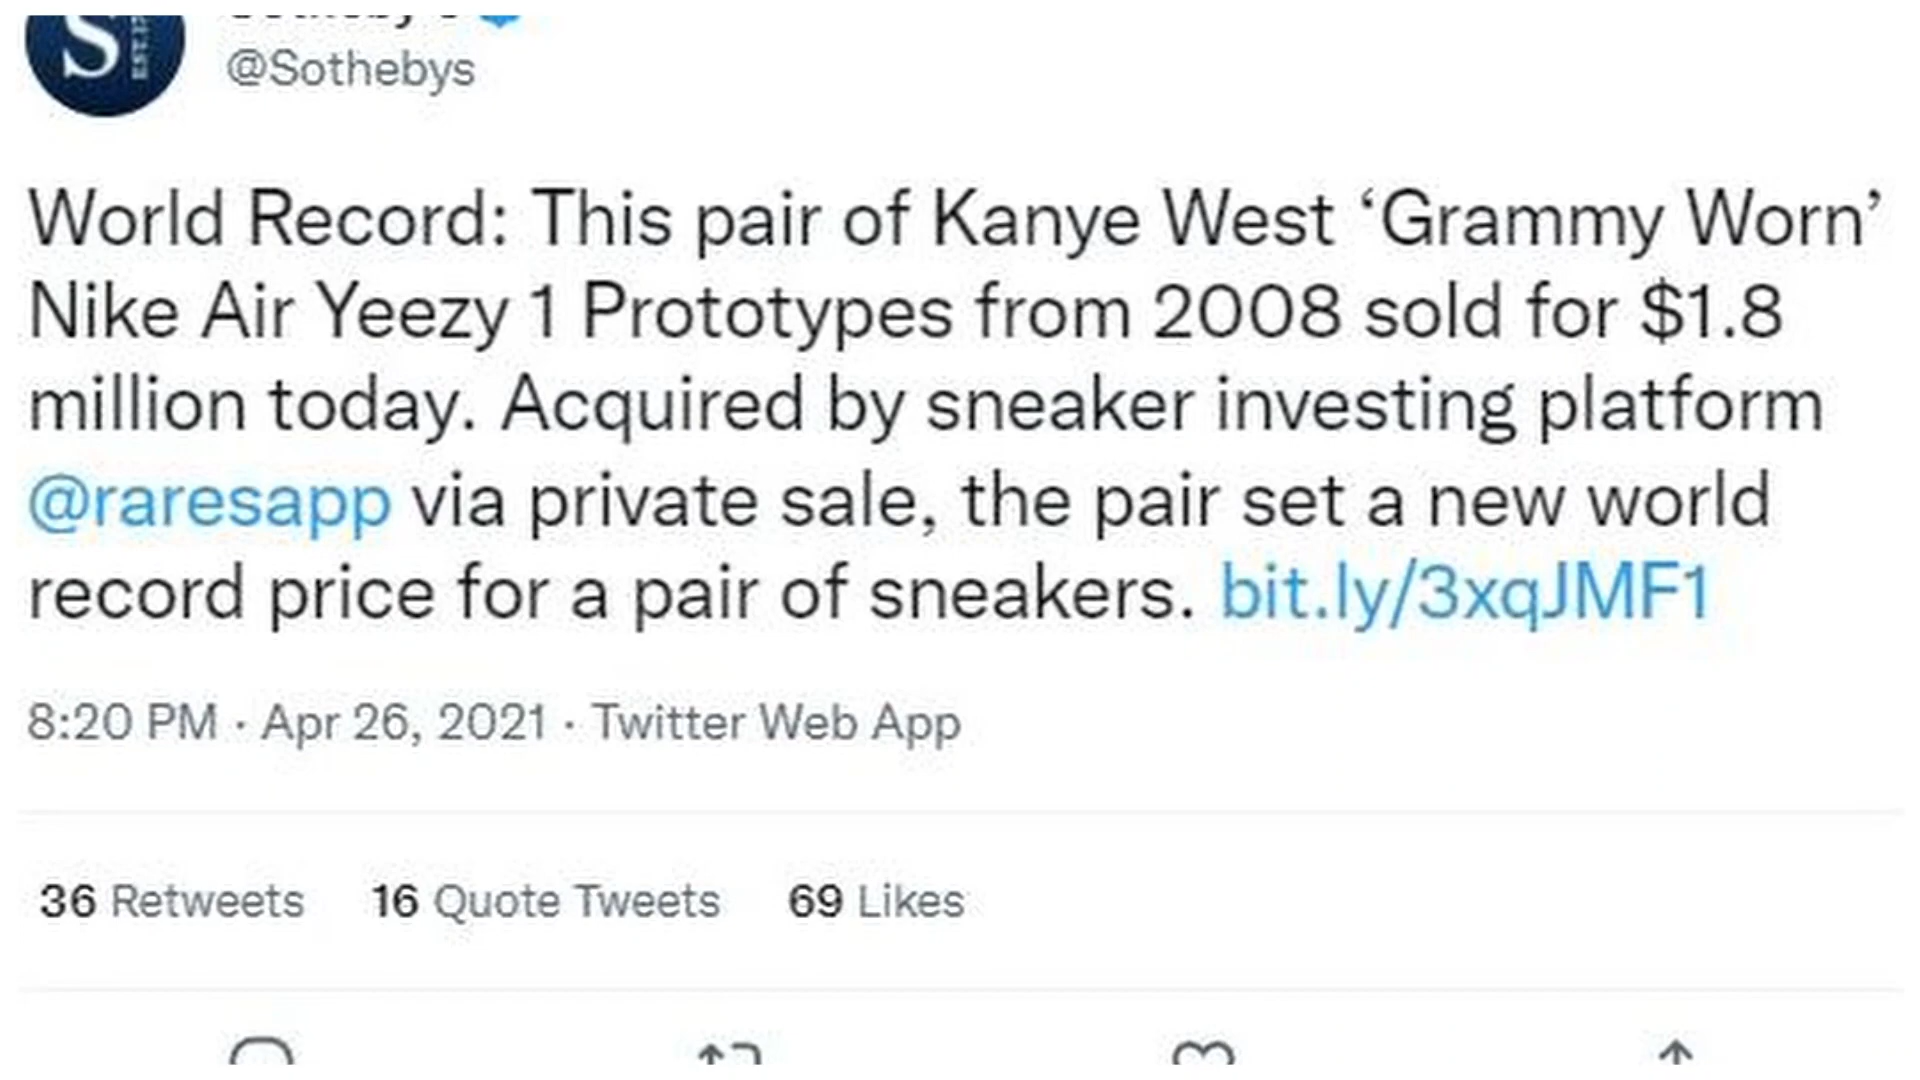 S EST.17
@Sothebys
World Record: This pair of Kanye West ‘Grammy Worn’
Nike Air Yeezy 1 Prototypes from 2008 sold for $1.8
million today. Acquired by sneaker investing platform
@raresapp via private sale, the pair set a new world
record price for a pair of sneakers. bit.ly/3xqJMF1
8:20 PM · Apr 26, 2021 · Twitter Web App
36 Retweets 16 Quote Tweets 69 Likes